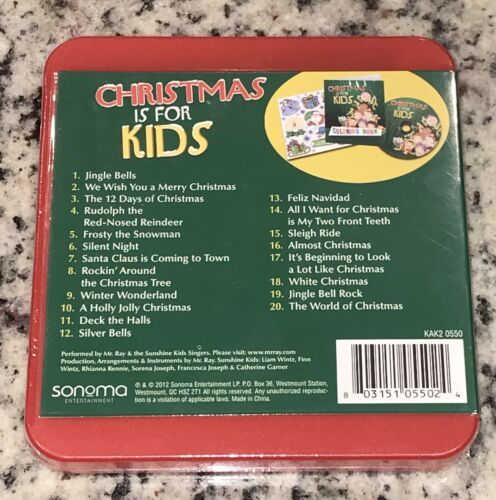 CHRISTMAS
IS FOR
KIDS
CHRISTMAS
IS FOR
KIDS
COLORING BOOK
CHRISTMAS
IS FOR
KIDS
1. Jingle Bells
2. We Wish You a Merry Christmas
3. The 12 Days of Christmas
4. Rudolph the
Red-Nosed Reindeer
5. Frosty the Snowman
6. Silent Night
7. Santa Claus is Coming to Town
8. Rockin' Around
the Christmas Tree
9. Winter Wonderland
10. A Holly Jolly Christmas
11. Deck the Halls
12. Silver Bells
13. Feliz Navidad
14. All I Want for Christmas
is My Two Front Teeth
15. Sleigh Ride
16. Almost Christmas
17. It's Beginning to Look
a Lot Like Christmas
18. White Christmas
19. Jingle Bell Rock
20. The World of Christmas
KAK2 0550
Performed by Mr. Ray & the Sunshine Kids Singers. Please visit: www.mrray.com.
Production, Arrangements & Instruments by Mr. Ray. Sunshine Kids: Liam Wintz, Finn
Wintz, Rhianna Rennie, Sorena Joseph, Francesca Joseph & Catherine Garner
sonoma
ENTERTAINMENT
℗ & © 2012 Sonoma Entertainment LP, P.O. Box 36, Westmount Station,
Westmount, QC H3Z 2T1 All rights reserved. Any unauthorized reproduc-
tion is a violation of applicable laws. Made in China.
8 03151 05502 4